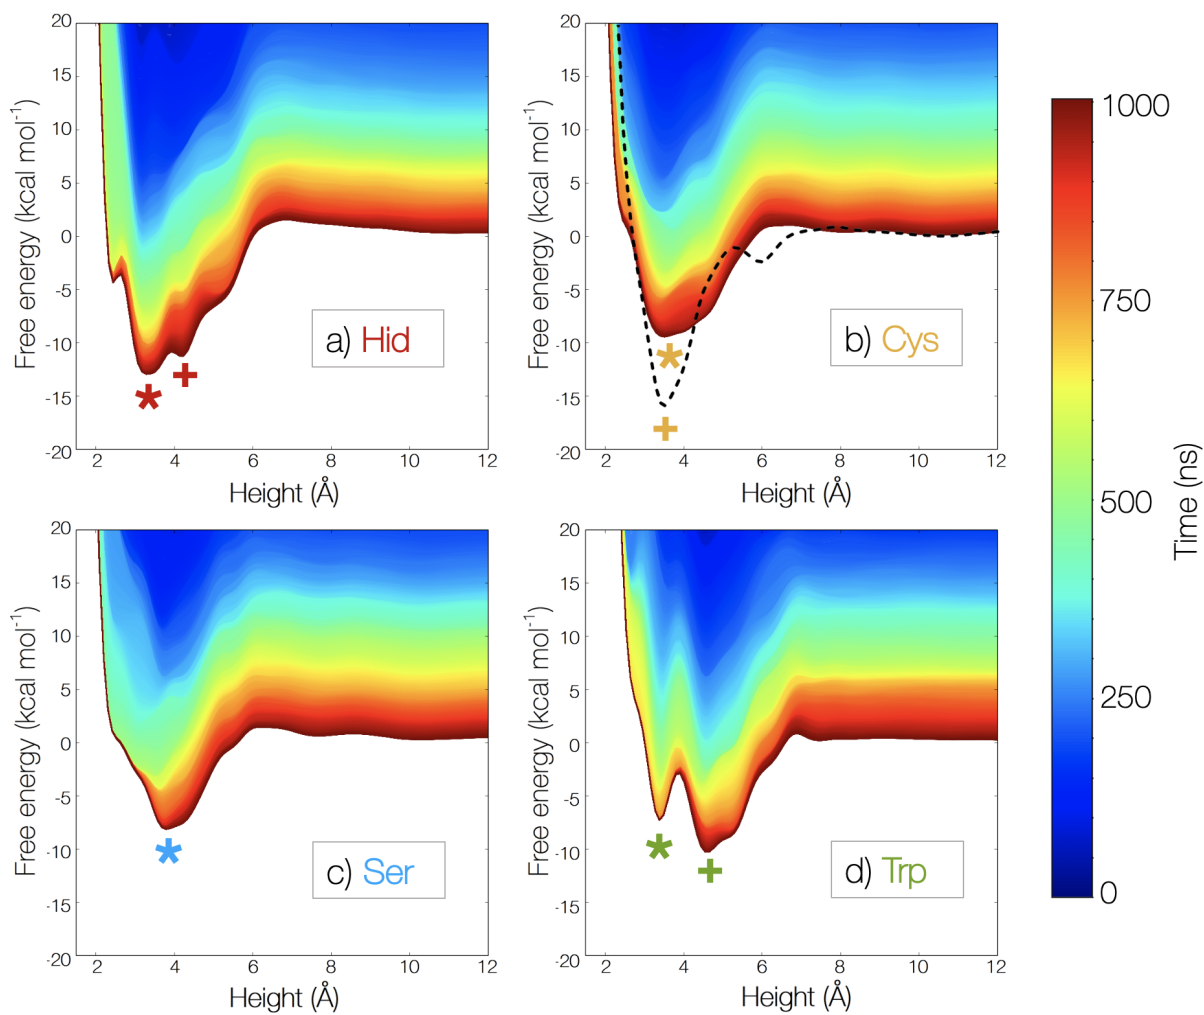 20
15
10
5
0
-5
-10
-15
-20
Free energy (kcal mol-1)
a) Hid
* +
2 4 6 8 10 12
Height (Å)
20
15
10
5
0
-5
-10
-15
-20
Free energy (kcal mol-1)
b) Cys
*
+
2 4 6 8 10 12
Height (Å)
20
15
10
5
0
-5
-10
-15
-20
Free energy (kcal mol-1)
c) Ser
*
2 4 6 8 10 12
Height (Å)
20
15
10
5
0
-5
-10
-15
-20
Free energy (kcal mol-1)
d) Trp
* +
2 4 6 8 10 12
Height (Å)
1000
750
500
250
0
Time (ns)